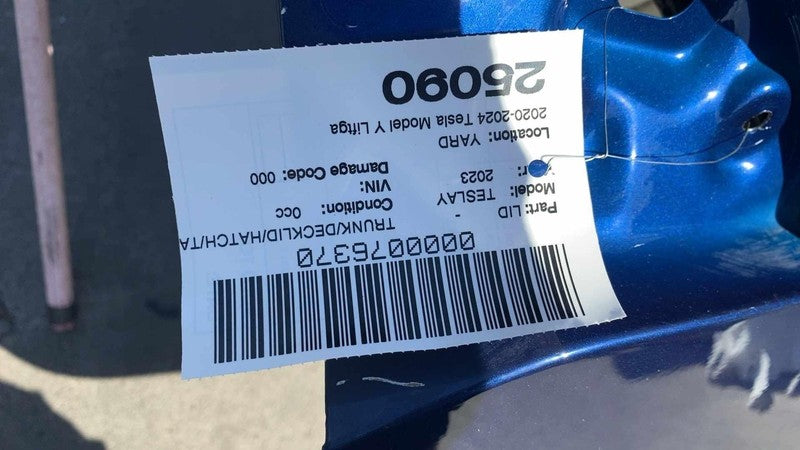 0000076370
Part: LID - TRUNK/DECKLID/HATCH/TA
Model: TESLAY Condition: 0cc
2023 VIN:
Damage Code: 000
Location: YARD
2020-2024 Tesla Model Y Liftga
25090